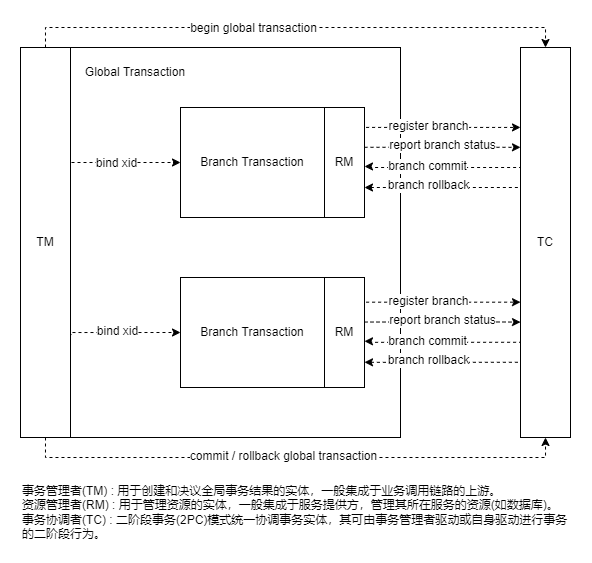 begin global transaction
Global Transaction
register branch
Branch Transaction
RM
report branch status
bind xid
branch commit
branch rollback
TM
TC
register branch
Branch Transaction
RM
report branch status
bind xid
branch commit
branch rollback
commit / rollback global transaction
事务管理者(TM) : 用于创建和决议全局事务结果的实体，一般集成于业务调用链路的上游。
资源管理者(RM) : 用于管理资源的实体，一般集成于服务提供方，管理其所在服务的资源(如数据库)。
事务协调者(TC) : 二阶段事务(2PC)模式统一协调事务实体，其可由事务管理者驱动或自身驱动进行事务
的二阶段行为。